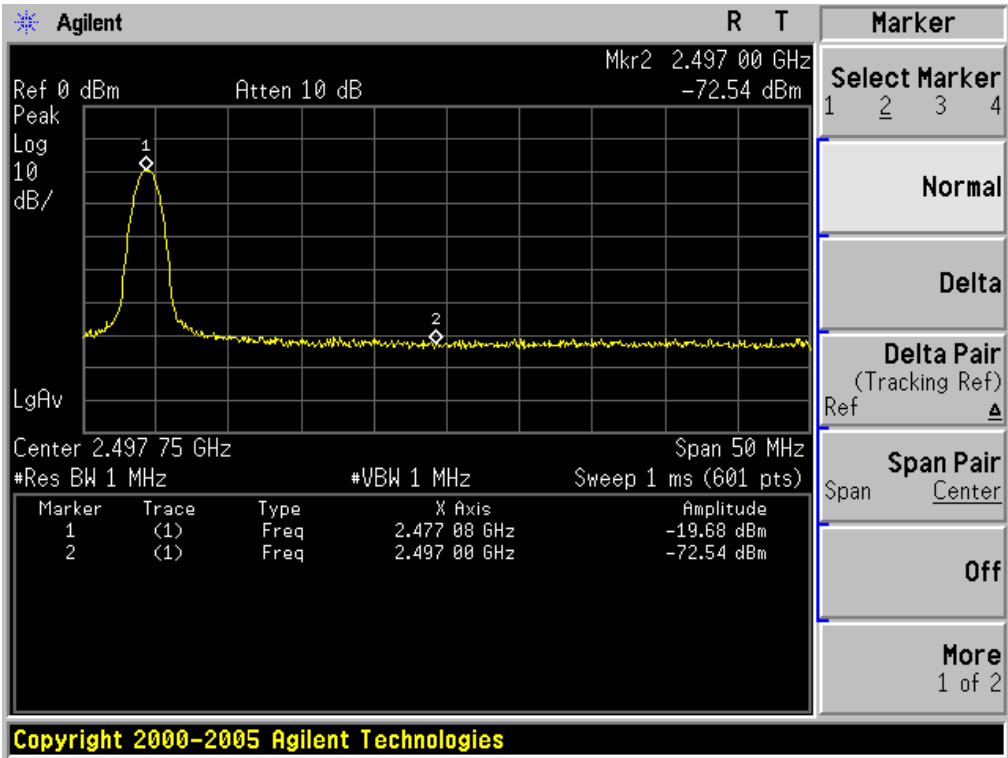 Agilent R T
Mkr2 2.497 00 GHz
Ref 0 dBm Atten 10 dB -72.54 dBm
Peak
Log
10
dB/
1
2
LgAv
Center 2.497 75 GHz Span 50 MHz
#Res BW 1 MHz #VBW 1 MHz Sweep 1 ms (601 pts)
Marker Trace Type X Axis Amplitude
1 (1) Freq 2.477 08 GHz -19.68 dBm
2 (1) Freq 2.497 00 GHz -72.54 dBm
Copyright 2000-2005 Agilent Technologies
Marker
Select Marker
1 2 3 4
Normal
Delta
Delta Pair
(Tracking Ref)
Ref Δ
Span Pair
Span Center
Off
More
1 of 2